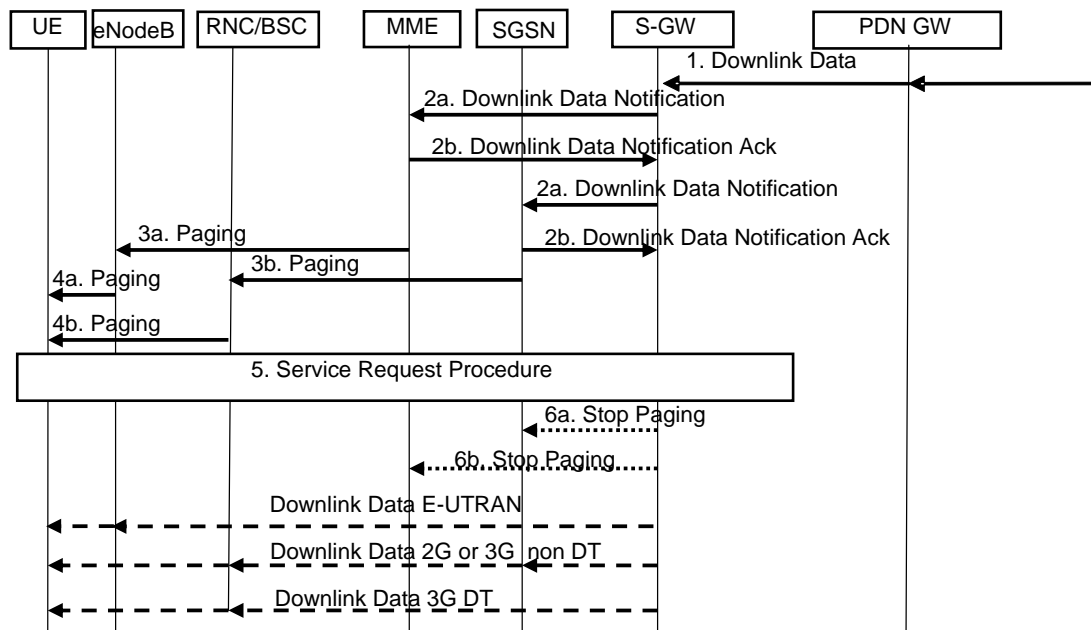 UE
eNodeB
RNC/BSC
MME
SGSN
S-GW
PDN GW
1. Downlink Data
2a. Downlink Data Notification
2b. Downlink Data Notification Ack
2a. Downlink Data Notification
3a. Paging
2b. Downlink Data Notification Ack
3b. Paging
4a. Paging
4b. Paging
5. Service Request Procedure
6a. Stop Paging
6b. Stop Paging
Downlink Data E-UTRAN
Downlink Data 2G or 3G non DT
Downlink Data 3G DT